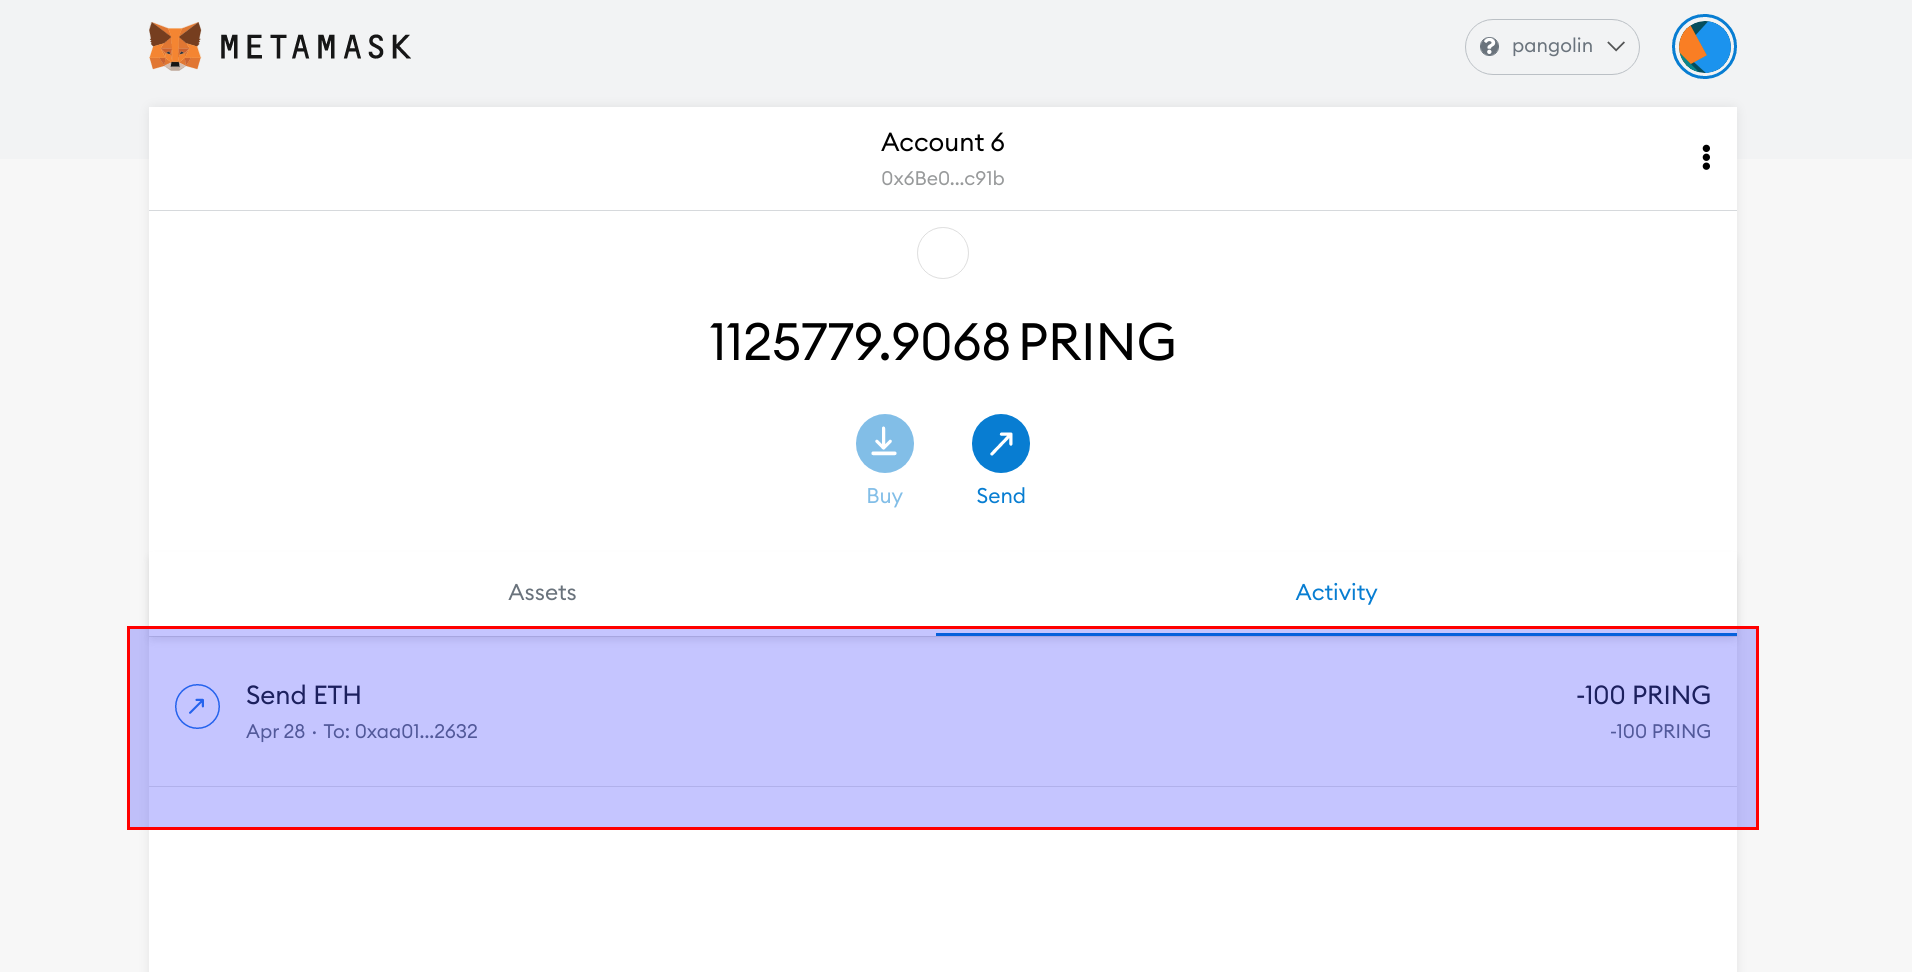 METAMASK
pangolin
Account 6
0x6Be0...c91b
1125779.9068 PRING
Buy
Send
Assets
Activity
Send ETH
-100 PRING
Apr 28 · To: 0xaa01...2632
-100 PRING